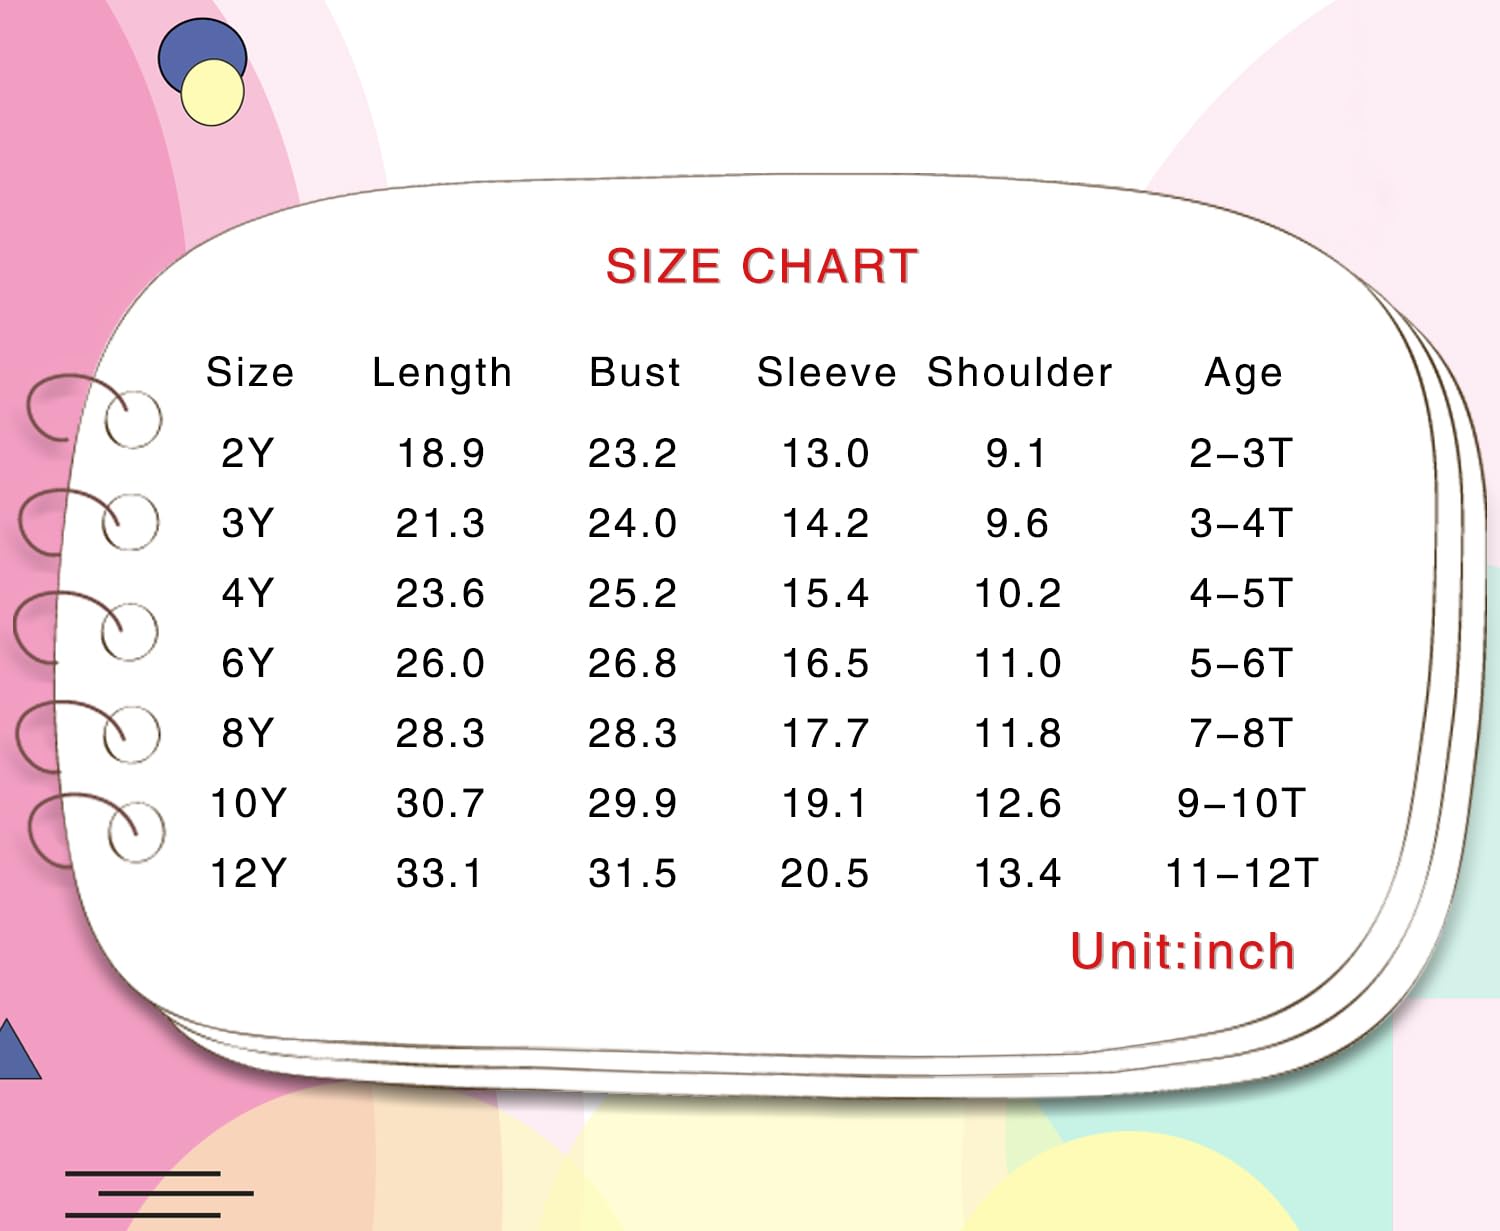 SIZE CHART
Size Length Bust Sleeve Shoulder Age
2Y 18.9 23.2 13.0 9.1 2–3T
3Y 21.3 24.0 14.2 9.6 3–4T
4Y 23.6 25.2 15.4 10.2 4–5T
6Y 26.0 26.8 16.5 11.0 5–6T
8Y 28.3 28.3 17.7 11.8 7–8T
10Y 30.7 29.9 19.1 12.6 9–10T
12Y 33.1 31.5 20.5 13.4 11–12T
Unit:inch